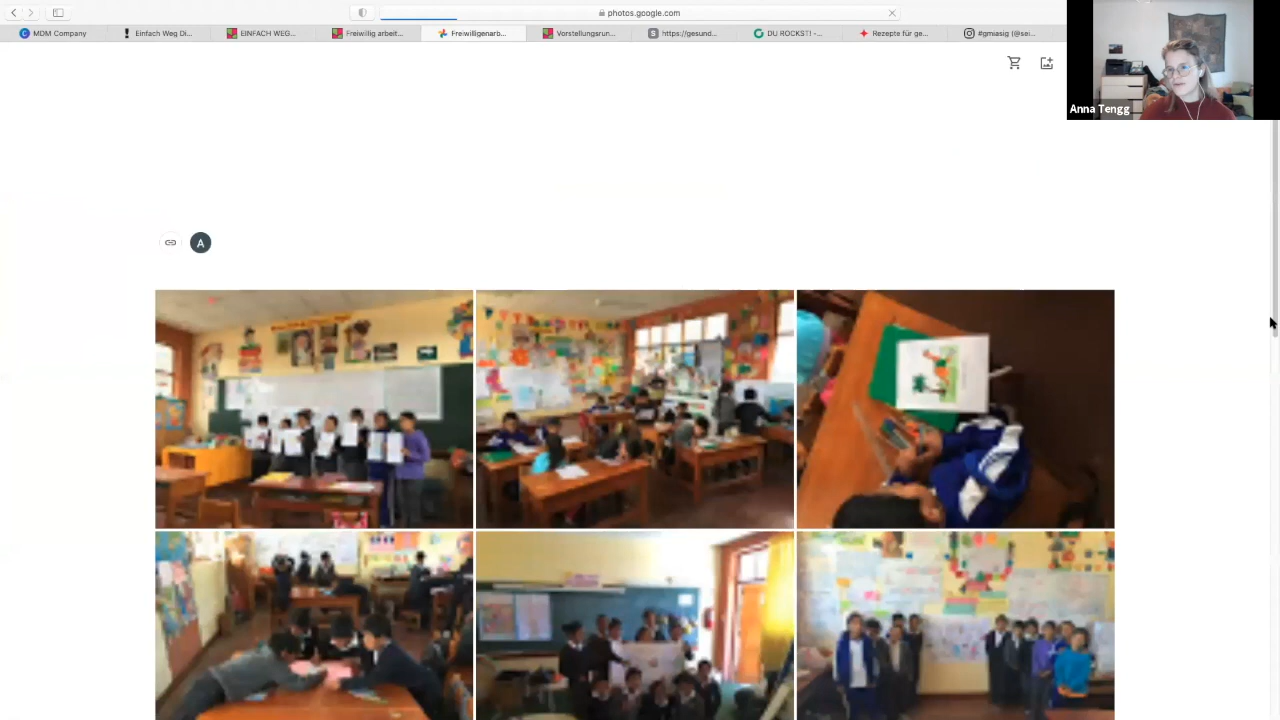 photos.google.com
MDM Company
Einfach Weg Di...
EINFACH WEG...
Freiwillig arbeit...
Freiwilligenarb...
Vorstellungsrun...
https://gesund...
DU ROCKST! -...
Rezepte für ge...
#gmiasig (@sei...
Anna Tengg
A